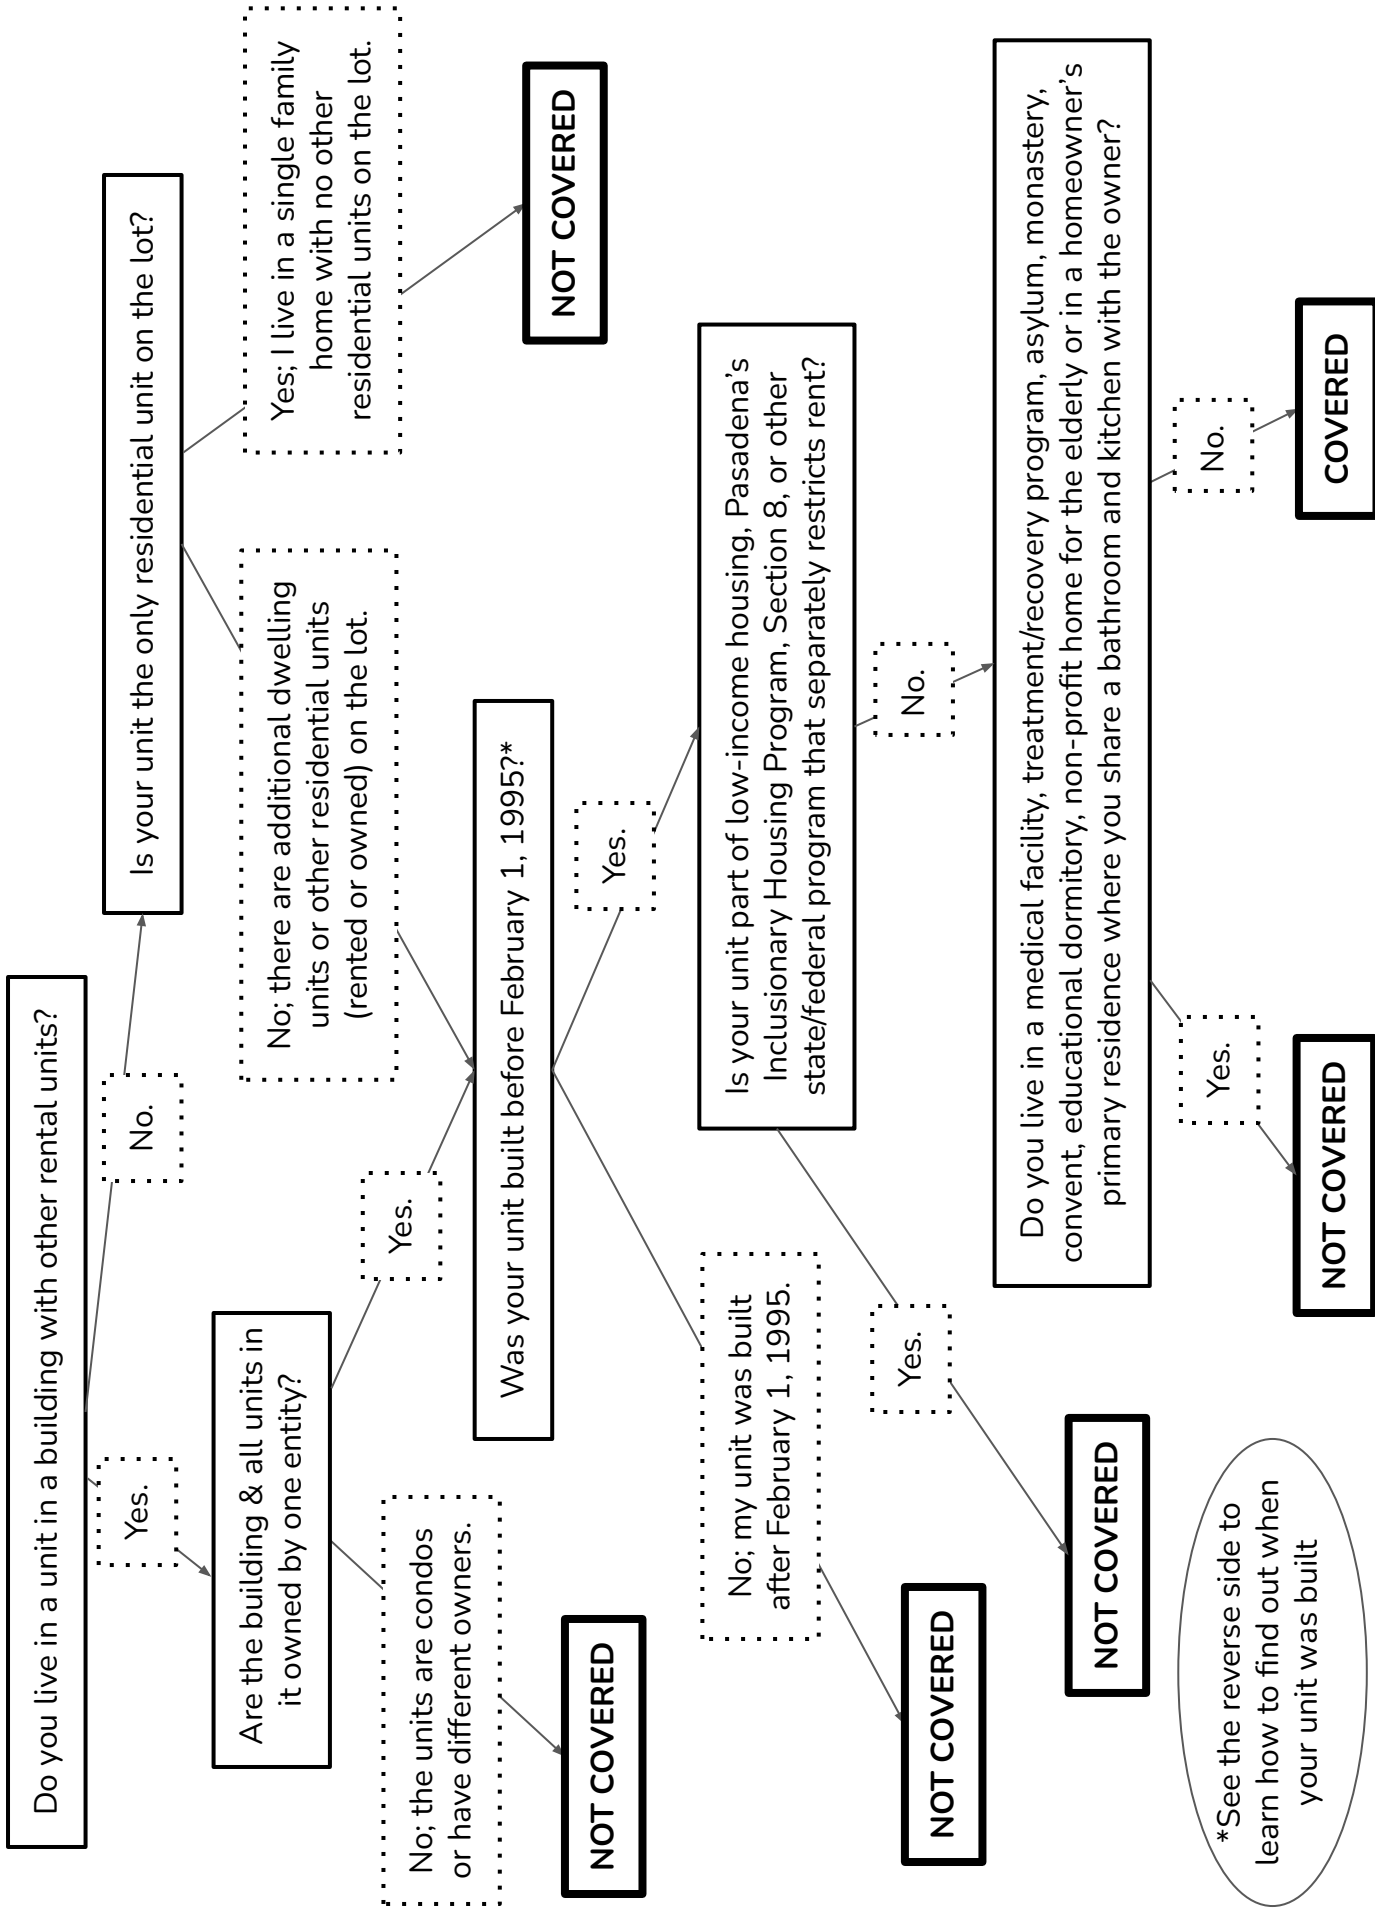 Do you live in a unit in a building with other rental units?
Yes.
No.
Is your unit the only residential unit on the lot?
Are the building & all units in
it owned by one entity?
No; there are additional dwelling
units or other residential units
(rented or owned) on the lot.
Yes; I live in a single family
home with no other
residential units on the lot.
NOT COVERED
No; the units are condos
or have different owners.
NOT COVERED
Yes.
Was your unit built before February 1, 1995?*
Yes.
No; my unit was built
after February 1, 1995.
NOT COVERED
Is your unit part of low-income housing, Pasadena's
Inclusionary Housing Program, Section 8, or other
state/federal program that separately restricts rent?
Yes.
NOT COVERED
No.
Do you live in a medical facility, treatment/recovery program, asylum, monastery,
convent, educational dormitory, non-profit home for the elderly or in a homeowner's
primary residence where you share a bathroom and kitchen with the owner?
Yes.
NOT COVERED
No.
COVERED
*See the reverse side to
learn how to find out when
your unit was built